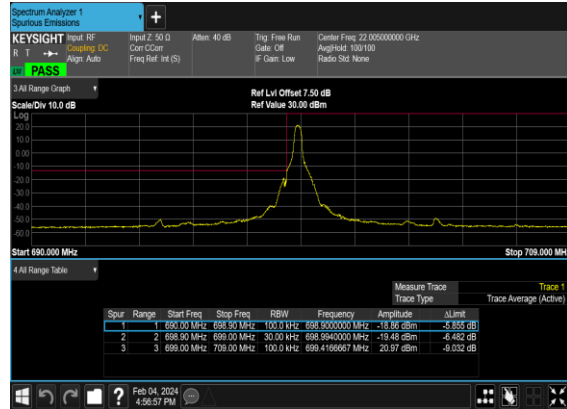 Spectrum Analyzer 1
Spurious Emissions
KEYSIGHT Input: RF Input Z: 50 Ω Atten: 40 dB Trig: Free Run Center Freq: 22.005000000 GHz
R T Coupling: DC Corr CCorr Gate: Off Avg|Hold: 100/100
Align: Auto Freq Ref: Int (S) IF Gain: Low Radio Std: None
PASS
3 All Range Graph
Ref Lvl Offset 7.50 dB
Scale/Div 10.0 dB Ref Value 30.00 dBm
Log
20.0
10.0
0.00
-10.0
-20.0
-30.0
-40.0
-50.0
-60.0
Start 690.000 MHz Stop 709.000 MH
4 All Range Table
Measure Trace Trace 1
Trace Type Trace Average (Active)
Spur Range Start Freq Stop Freq RBW Frequency Amplitude ΔLimit
1 1 690.00 MHz 698.90 MHz 100.0 kHz 698.9000000 MHz -18.86 dBm -5.855 dB
2 2 698.90 MHz 699.00 MHz 30.00 kHz 698.9940000 MHz -19.48 dBm -6.482 dB
3 3 699.00 MHz 709.00 MHz 100.0 kHz 699.4166667 MHz 20.97 dBm -9.032 dB
? Feb 04, 2024
4:56:57 PM